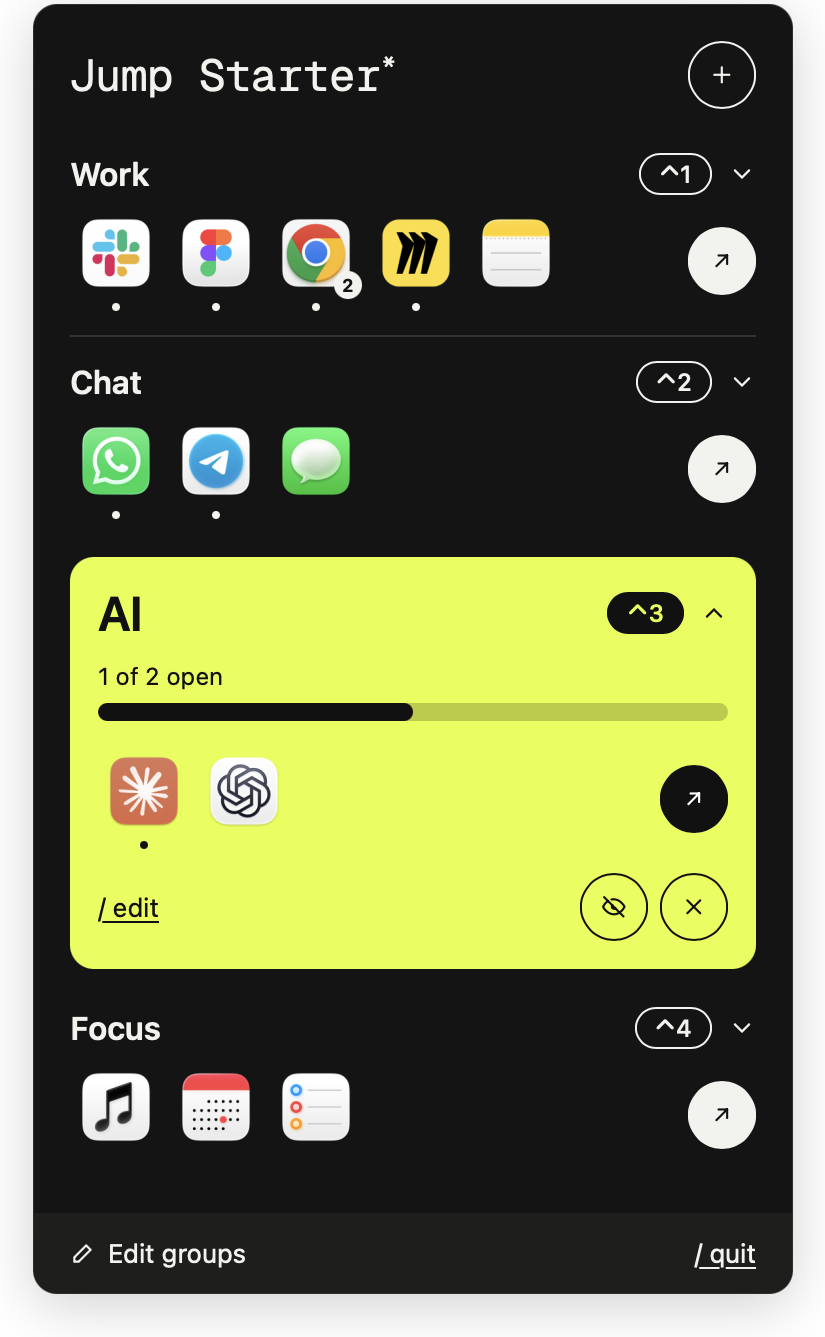 Jump Starter*
Work
^1
2
Chat
^2
AI
^3
1 of 2 open
/ edit
Focus
^4
Edit groups
/ quit